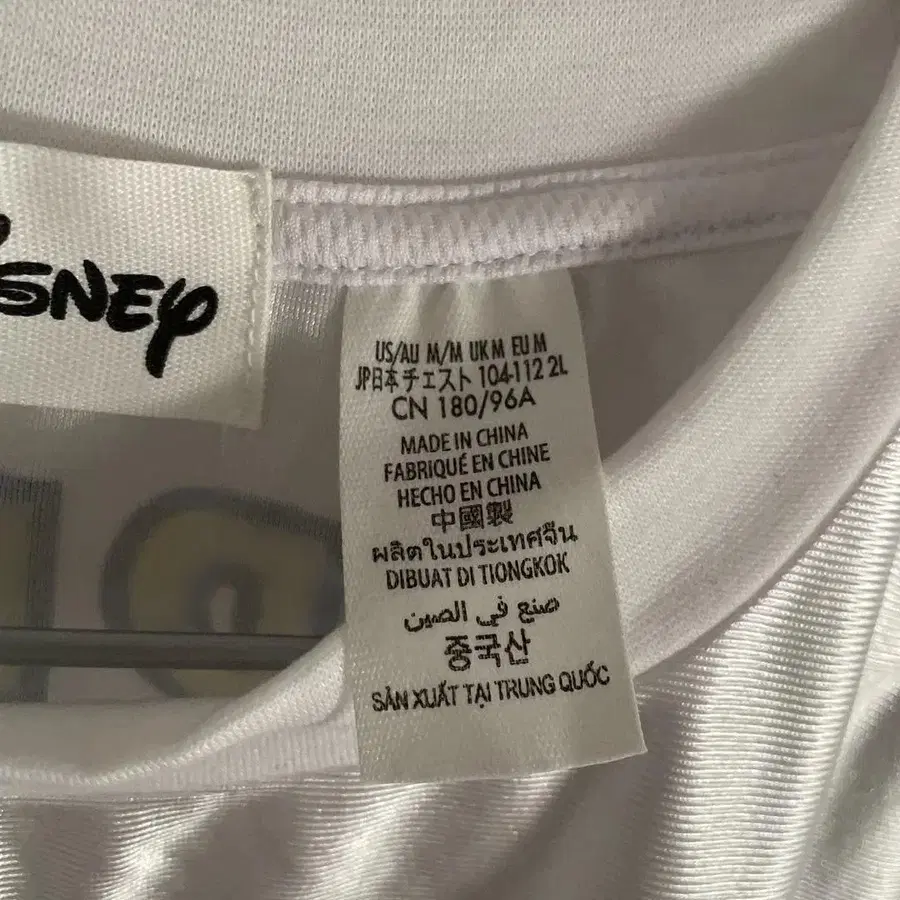 Disney
US/AU M/M UK M EU M
JP日本チェスト 104-112 2L
CN 180/96A
MADE IN CHINA
FABRIQUÉ EN CHINE
HECHO EN CHINA
中國製
ผลิตในประเทศจีน
DIBUAT DI TIONGKOK
صنع في الصين
중국산
SẢN XUẤT TẠI TRUNG QUỐC